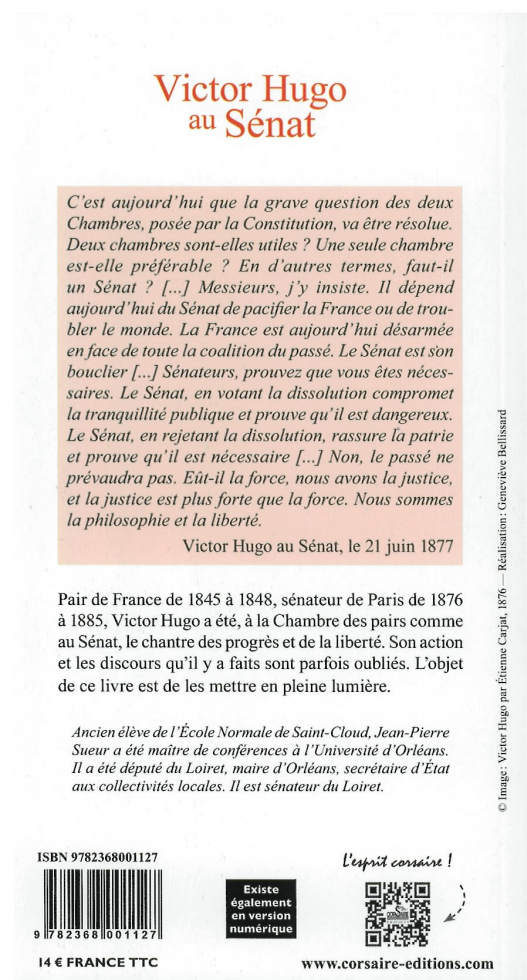 Victor Hugo
au Sénat
C'est aujourd'hui que la grave question des deux
Chambres, posée par la Constitution, va être résolue.
Deux chambres sont-elles utiles ? Une seule chambre
est-elle préférable ? En d'autres termes, faut-il
un Sénat ? [...] Messieurs, j'y insiste. Il dépend
aujourd'hui du Sénat de pacifier la France ou de trou-
bler le monde. La France est aujourd'hui désarmée
en face de toute la coalition du passé. Le Sénat est son
bouclier [...] Sénateurs, prouvez que vous êtes néces-
saires. Le Sénat, en votant la dissolution compromet
la tranquillité publique et prouve qu'il est dangereux.
Le Sénat, en rejetant la dissolution, rassure la patrie
et prouve qu'il est nécessaire [...] Non, le passé ne
prévaudra pas. Eût-il la force, nous avons la justice,
et la justice est plus forte que la force. Nous sommes
la philosophie et la liberté.
Victor Hugo au Sénat, le 21 juin 1877
Pair de France de 1845 à 1848, sénateur de Paris de 1876
à 1885, Victor Hugo a été, à la Chambre des pairs comme
au Sénat, le chantre des progrès et de la liberté. Son action
et les discours qu'il y a faits sont parfois oubliés. L'objet
de ce livre est de les mettre en pleine lumière.
Ancien élève de l'École Normale de Saint-Cloud, Jean-Pierre
Sueur a été maître de conférences à l'Université d'Orléans.
Il a été député du Loiret, maire d'Orléans, secrétaire d'État
aux collectivités locales. Il est sénateur du Loiret.
© Image : Victor Hugo par Étienne Carjat, 1876 — Réalisation : Geneviève Bellissard
ISBN 9782368001127
9 782368 001127
14 € FRANCE TTC
Existe
également
en version
numérique
L'esprit corsaire !
CORSAIRE
www.corsaire-editions.com